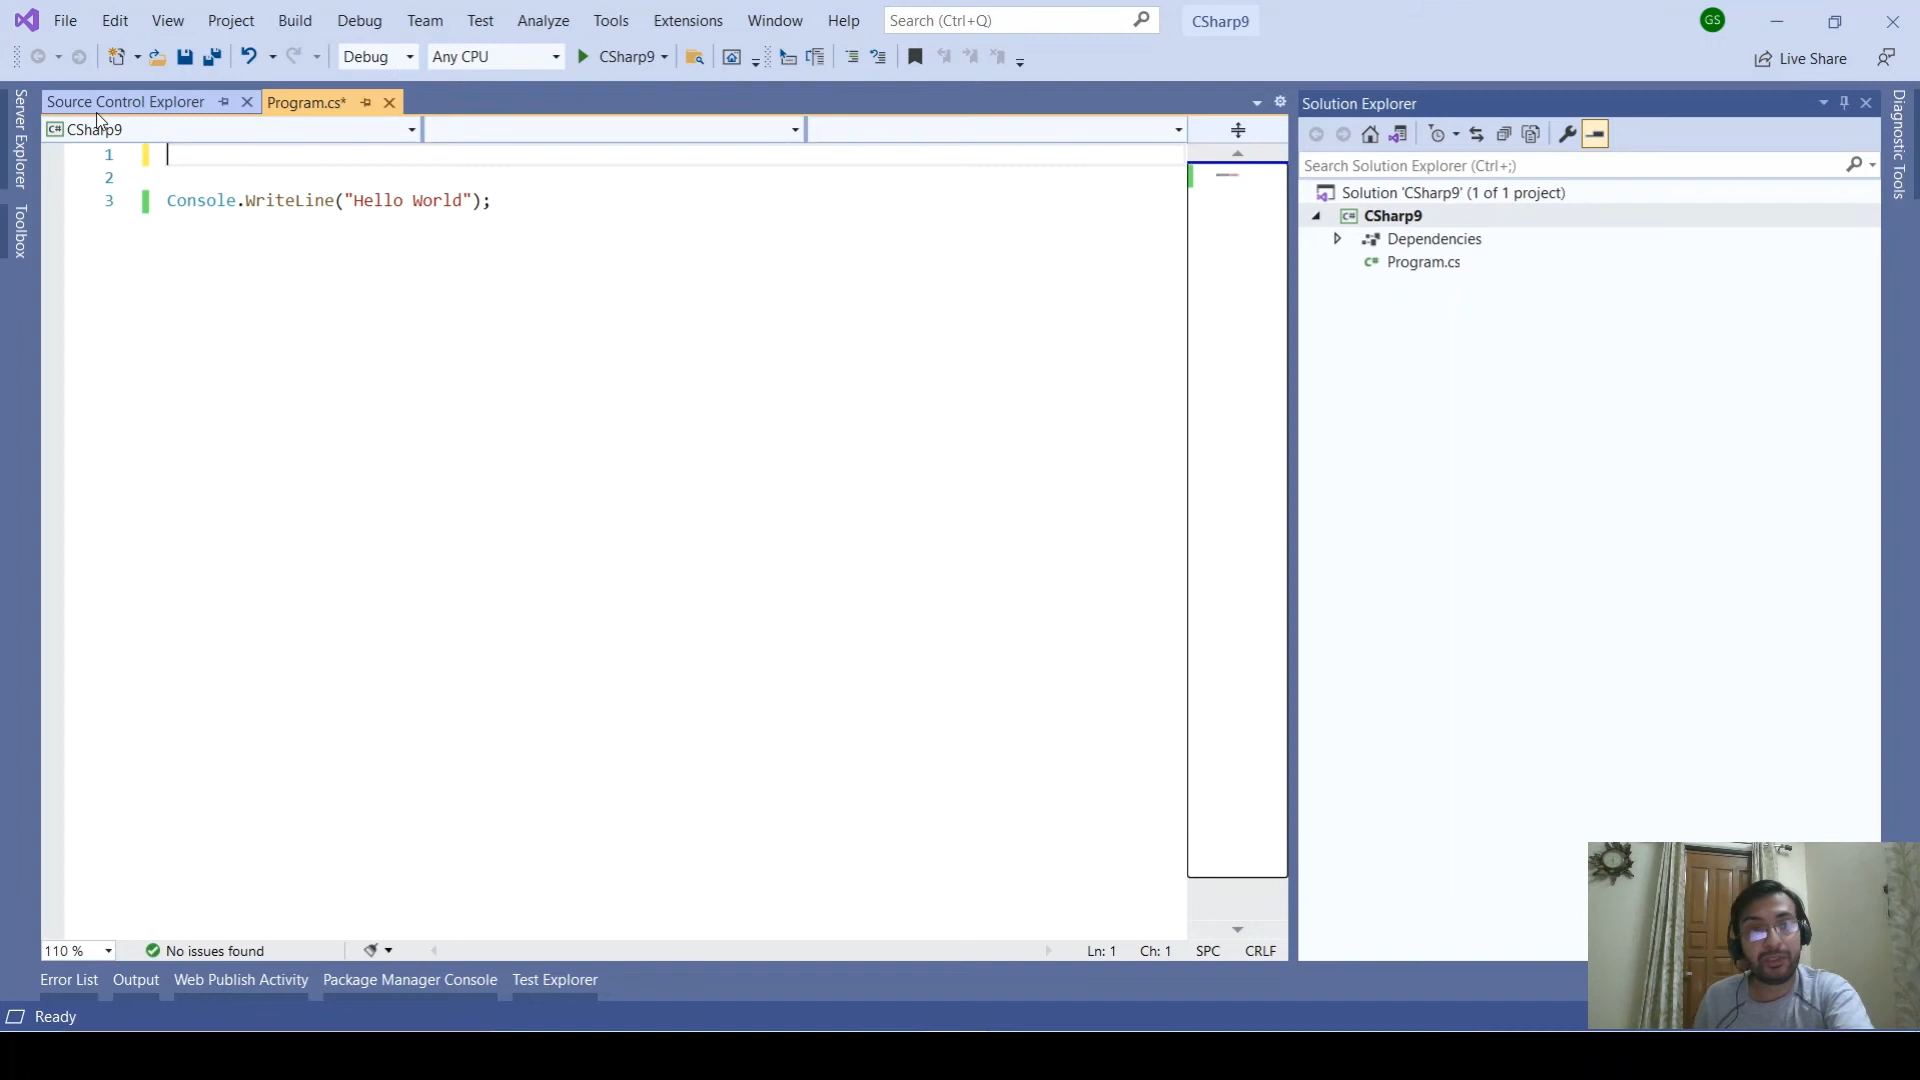 File Edit View Project Build Debug Team Test Analyze Tools Extensions Window Help Search (Ctrl+Q) CSharp9 GS
Debug Any CPU CSharp9 Live Share
Server Explorer
Toolbox
Source Control Explorer Program.cs*
C# CSharp9
1
2
3 Console.WriteLine("Hello World");
110 % No issues found Ln: 1 Ch: 1 SPC CRLF
Solution Explorer
Search Solution Explorer (Ctrl+;)
Solution 'CSharp9' (1 of 1 project)
C# CSharp9
Dependencies
C# Program.cs
Diagnostic Tools
Error List Output Web Publish Activity Package Manager Console Test Explorer
Ready